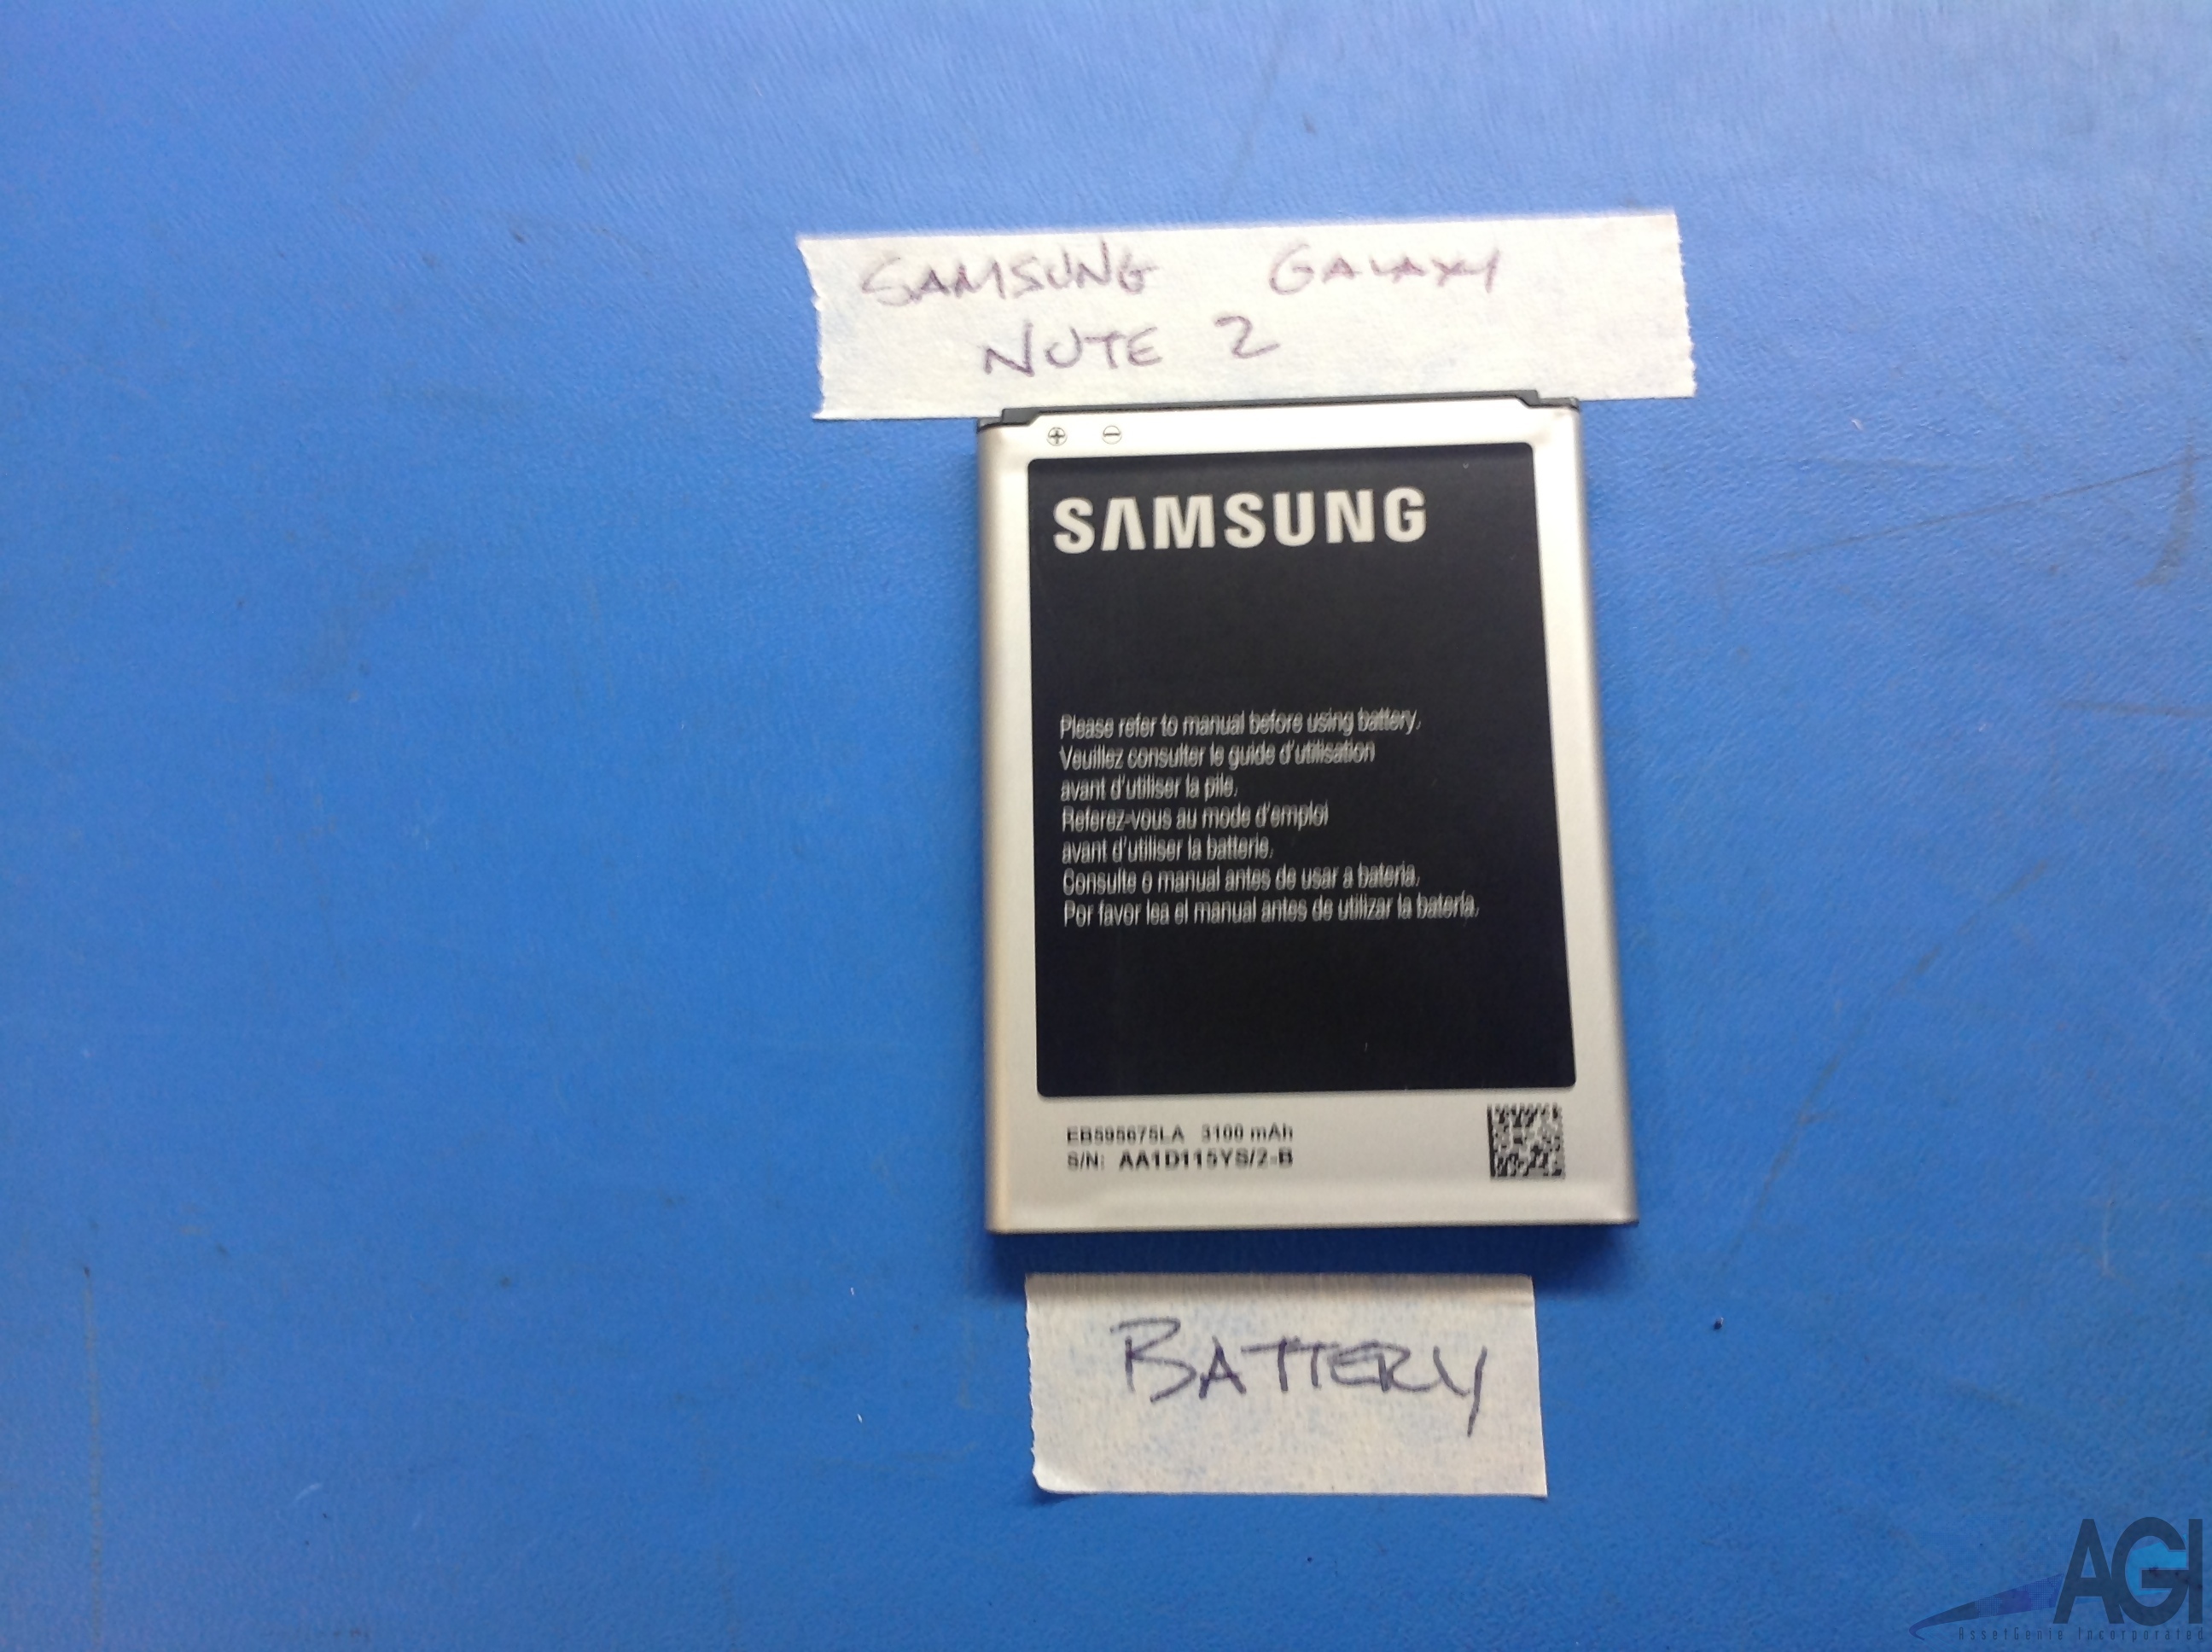 SAMSUNG GALAXY
NOTE 2
SAMSUNG
Please refer to manual before using battery.
Veuillez consulter le guide d'utilisation
avant d'utiliser la pile.
Referez-vous au mode d'emploi
avant d'utiliser la batterie.
Consulte o manual antes de usar a bateria.
Por favor lea el manual antes de utilizar la batería.
EB595675LA 3100 mAh
S/N: AA1D115YS/2-B
BATTERY
AGI
AssetGenie Incorporated